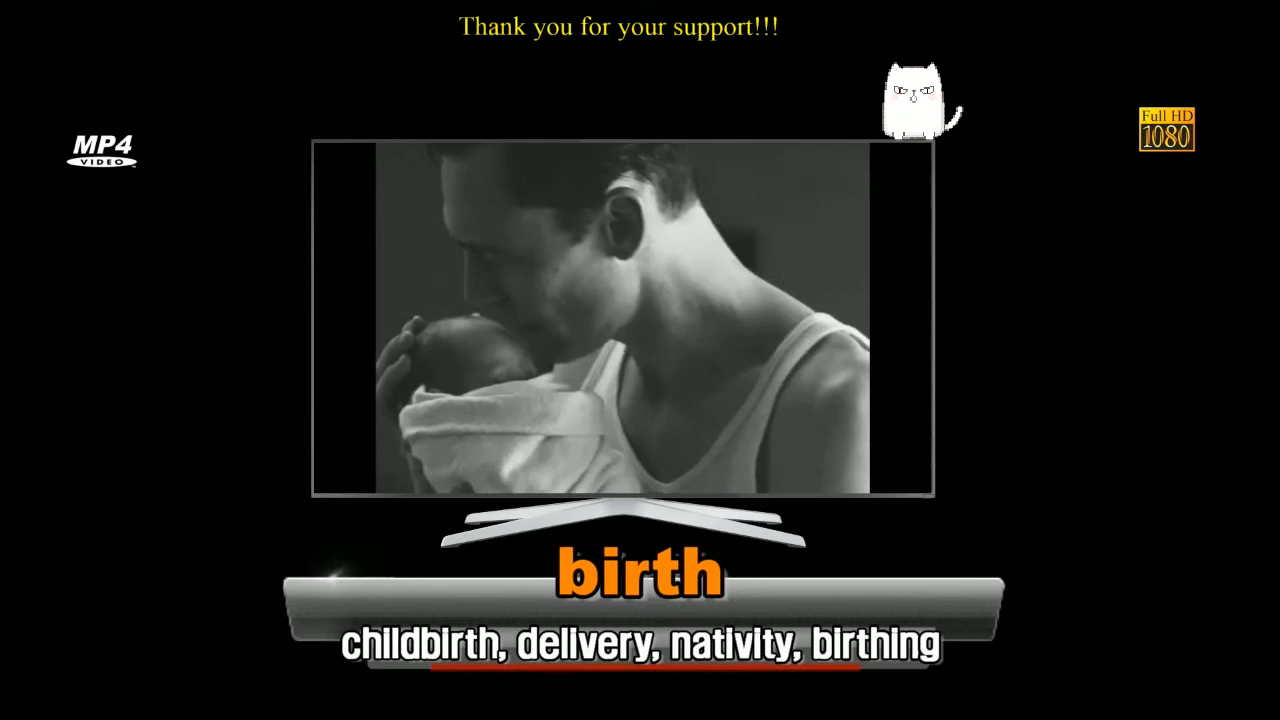 Thank you for your support!!!
MP4
VIDEO
Full HD
1080
birth
childbirth, delivery, nativity, birthing